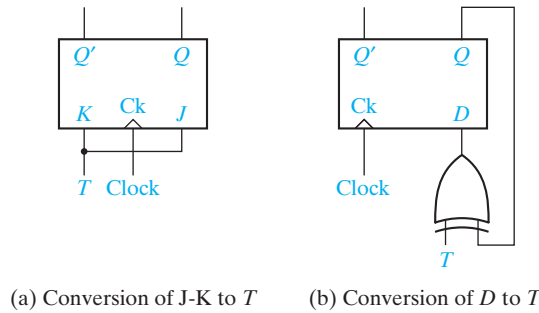 Q' Q
K Ck J
T Clock
(a) Conversion of J-K to T
Q' Q
Ck D
Clock
T
(b) Conversion of D to T